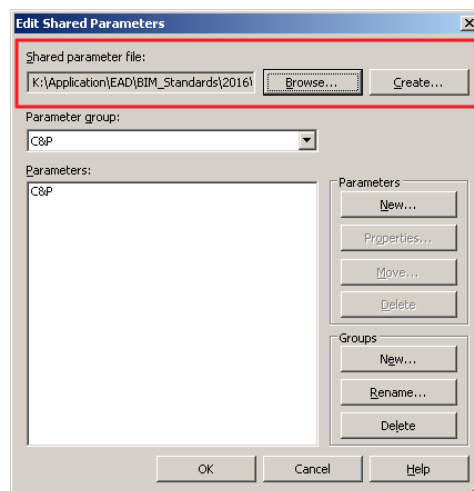 Edit Shared Parameters
Shared parameter file:
K:\Application\EAD\BIM_Standards\2016\
Browse...
Create...
Parameter group:
C&P
Parameters:
C&P
Parameters
New...
Properties...
Move...
Delete
Groups
New...
Rename...
Delete
OK
Cancel
Help